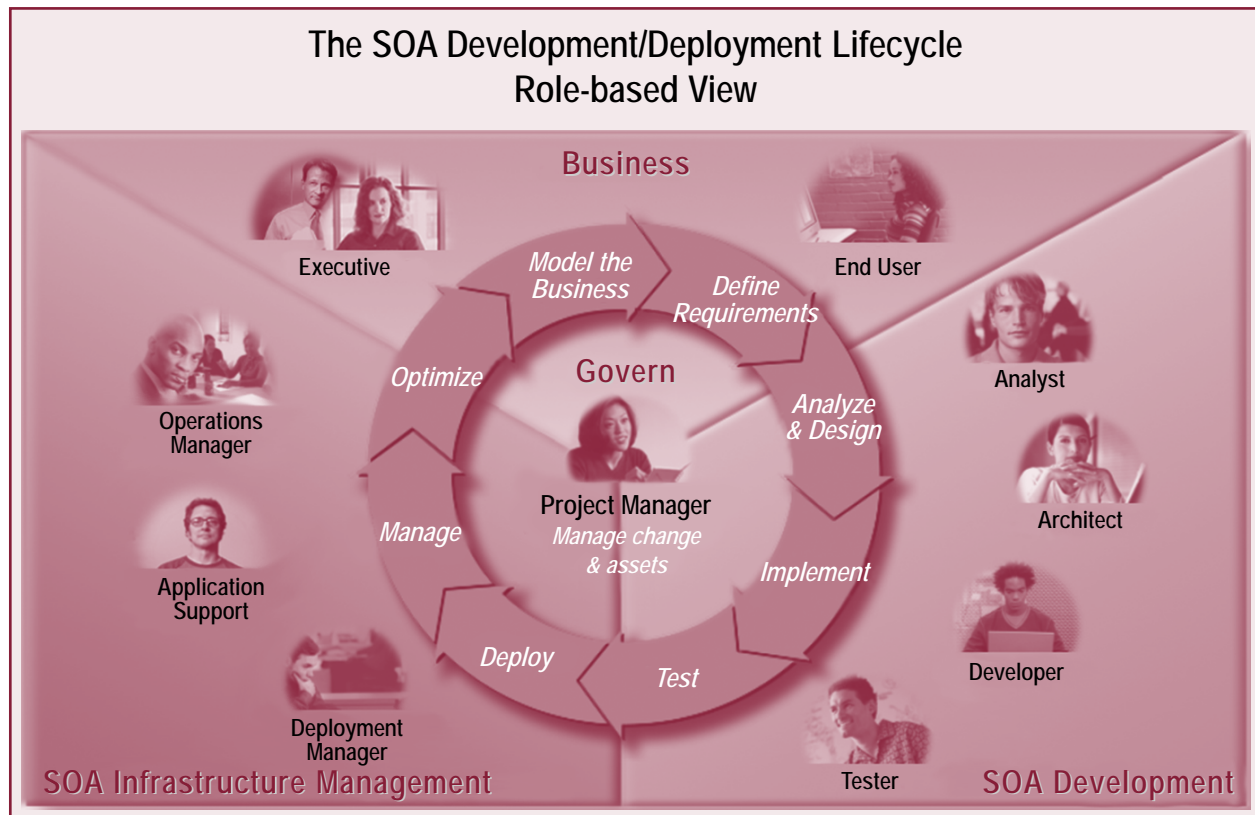 The SOA Development/Deployment Lifecycle
Role-based View
Business
Executive
End User
Model the
Business
Define
Requirements
Analyst
Optimize
Govern
Analyze
& Design
Operations
Manager
Project Manager
Manage change
& assets
Architect
Manage
Implement
Application
Support
Deploy
Test
Developer
Deployment
Manager
Tester
SOA Infrastructure Management
SOA Development